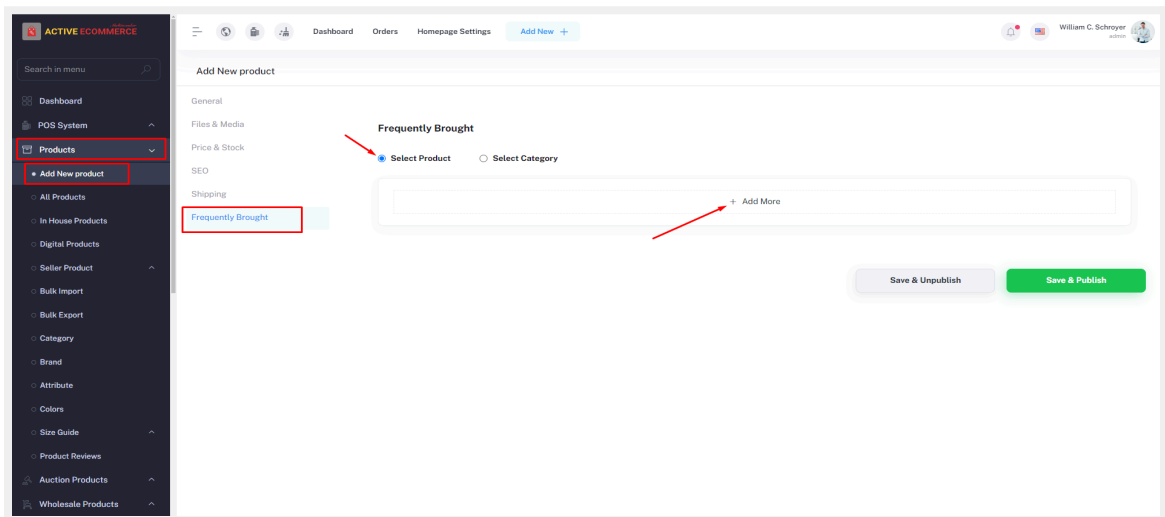 ACTIVE ECOMMERCE
Search in menu
Dashboard
POS System
Products
Add New product
All Products
In House Products
Digital Products
Seller Product
Bulk Import
Bulk Export
Category
Brand
Attribute
Colors
Size Guide
Product Reviews
Auction Products
Wholesale Products
Dashboard Orders Homepage Settings Add New +
William C. Schroyer
admin
Add New product
General
Files & Media
Price & Stock
SEO
Shipping
Frequently Brought
Frequently Brought
Select Product Select Category
+ Add More
Save & Unpublish Save & Publish